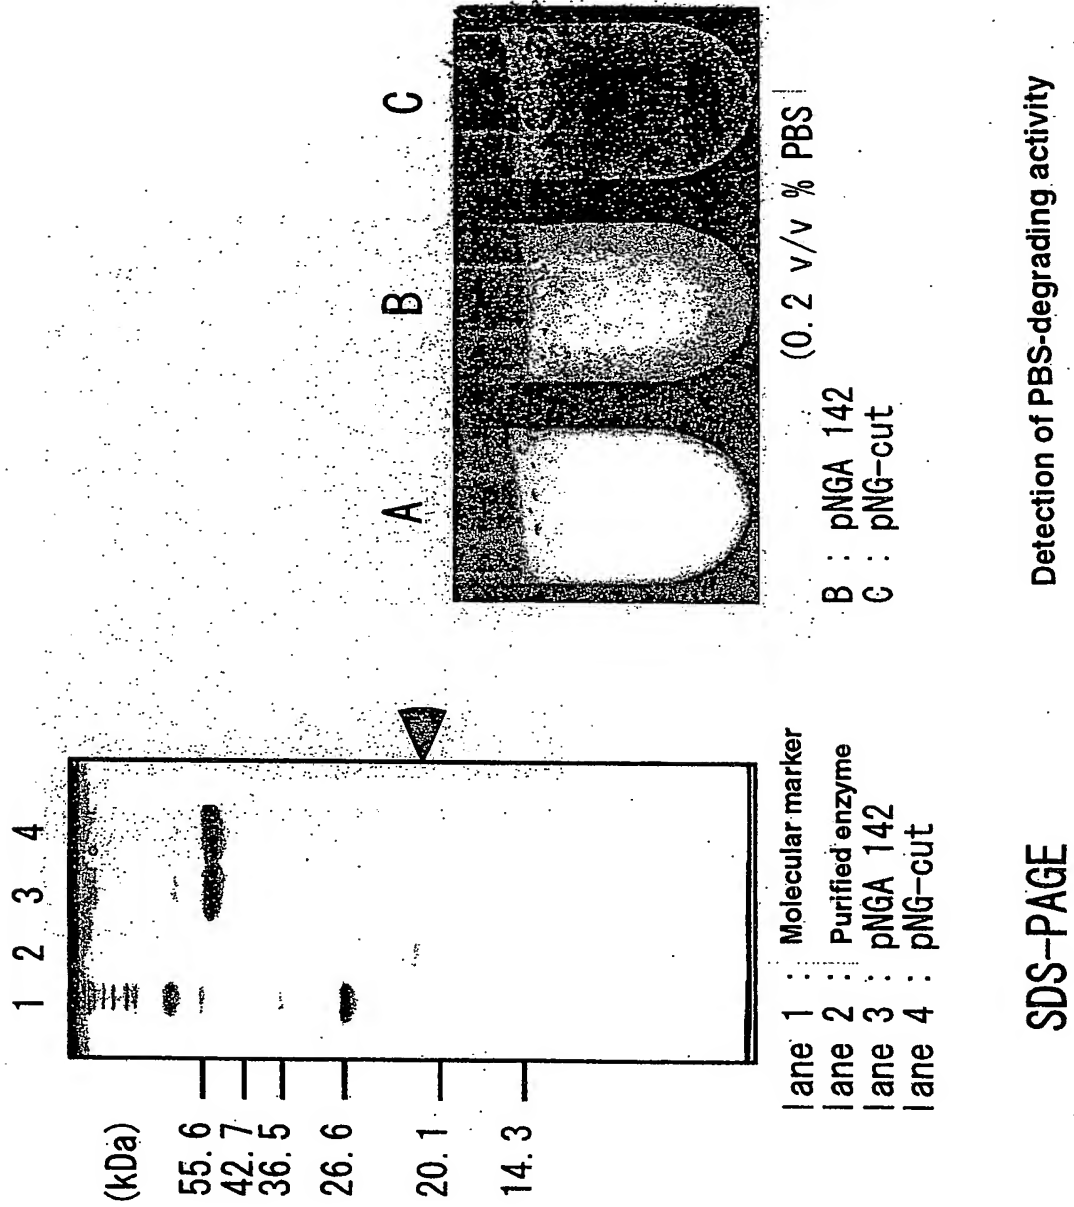 1 2 3 4
(kDa)
55.6
42.7
36.5
26.6
20.1
14.3
lane 1 : Molecular marker
lane 2 : Purified enzyme
lane 3 : pNGA 142
lane 4 : pNG-cut
SDS-PAGE
A B C
(0.2 v/v % PBS)
B : pNGA 142
C : pNG-cut
Detection of PBS-degrading activity